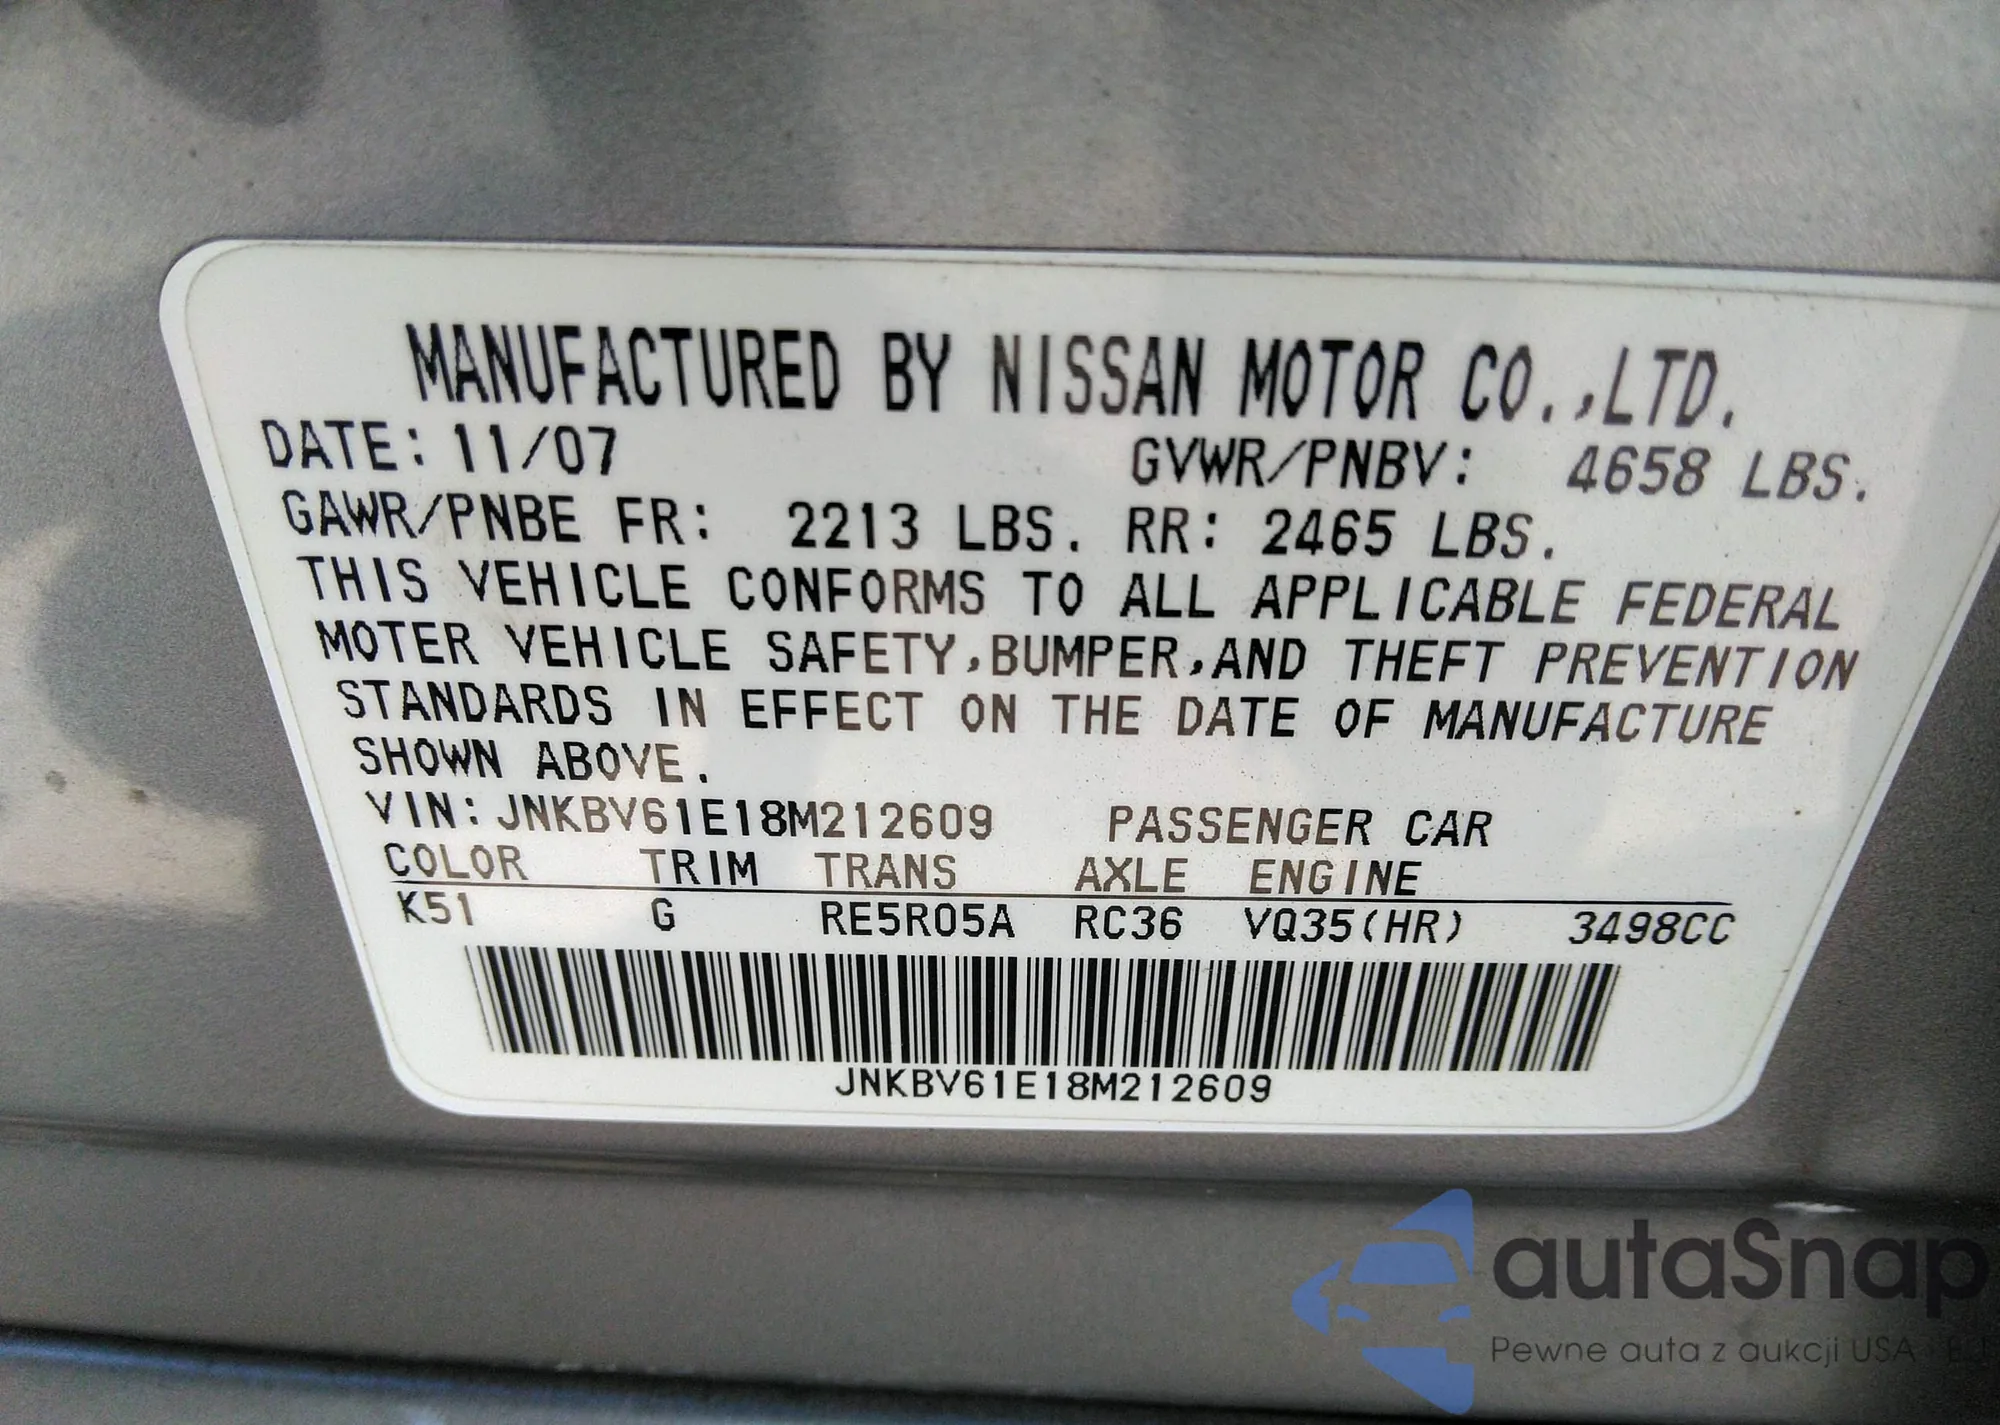 MANUFACTURED BY NISSAN MOTOR CO.,LTD.
DATE: 11/07 GVWR/PNBV: 4658 LBS.
GAWR/PNBE FR: 2213 LBS. RR: 2465 LBS.
THIS VEHICLE CONFORMS TO ALL APPLICABLE FEDERAL
MOTER VEHICLE SAFETY,BUMPER,AND THEFT PREVENTION
STANDARDS IN EFFECT ON THE DATE OF MANUFACTURE
SHOWN ABOVE.
VIN: JNKBV61E18M212609 PASSENGER CAR
COLOR TRIM TRANS AXLE ENGINE
K51 G RE5R05A RC36 VQ35(HR) 3498CC
JNKBV61E18M212609
autaSnap
Pewne auta z aukcji USA